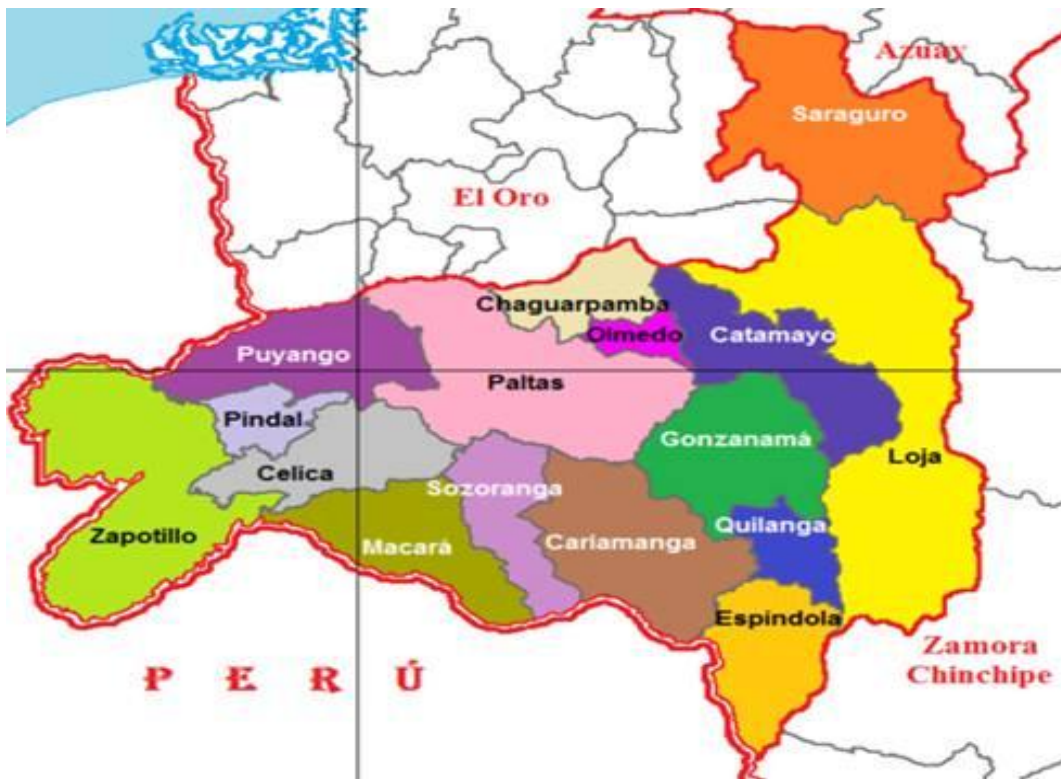 Azuay
Saraguro
El Oro
Chaguarpamba
Olmedo
Catamayo
Puyango
Paltas
Pindal
Gonzanamá
Celica
Loja
Sozoranga
Zapotillo
Quilanga
Macará
Cariamanga
Espíndola
Zamora
Chinchipe
PERÚ